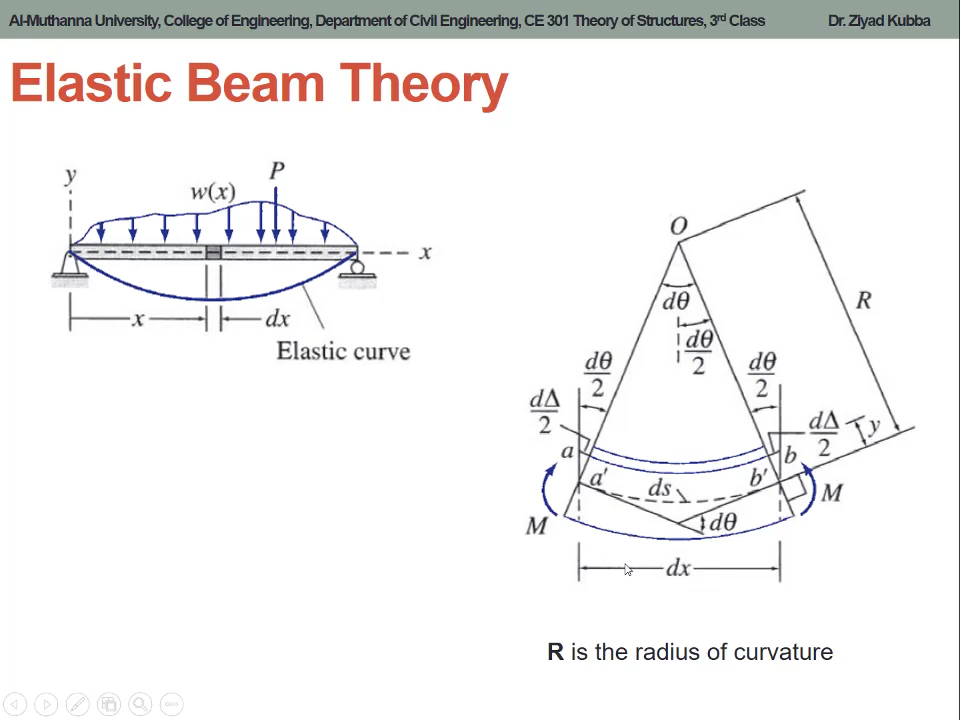 Al-Muthanna University, College of Engineering, Department of Civil Engineering, CE 301 Theory of Structures, 3rd Class Dr. Ziyad Kubba
Elastic Beam Theory
y
P
w(x)
x
x
dx
Elastic curve
O
R
dθ
dθ/2
dθ/2
dθ/2
dΔ/2
dΔ/2
y
a
b
a′
b′
ds
M
M
dθ
dx
R is the radius of curvature